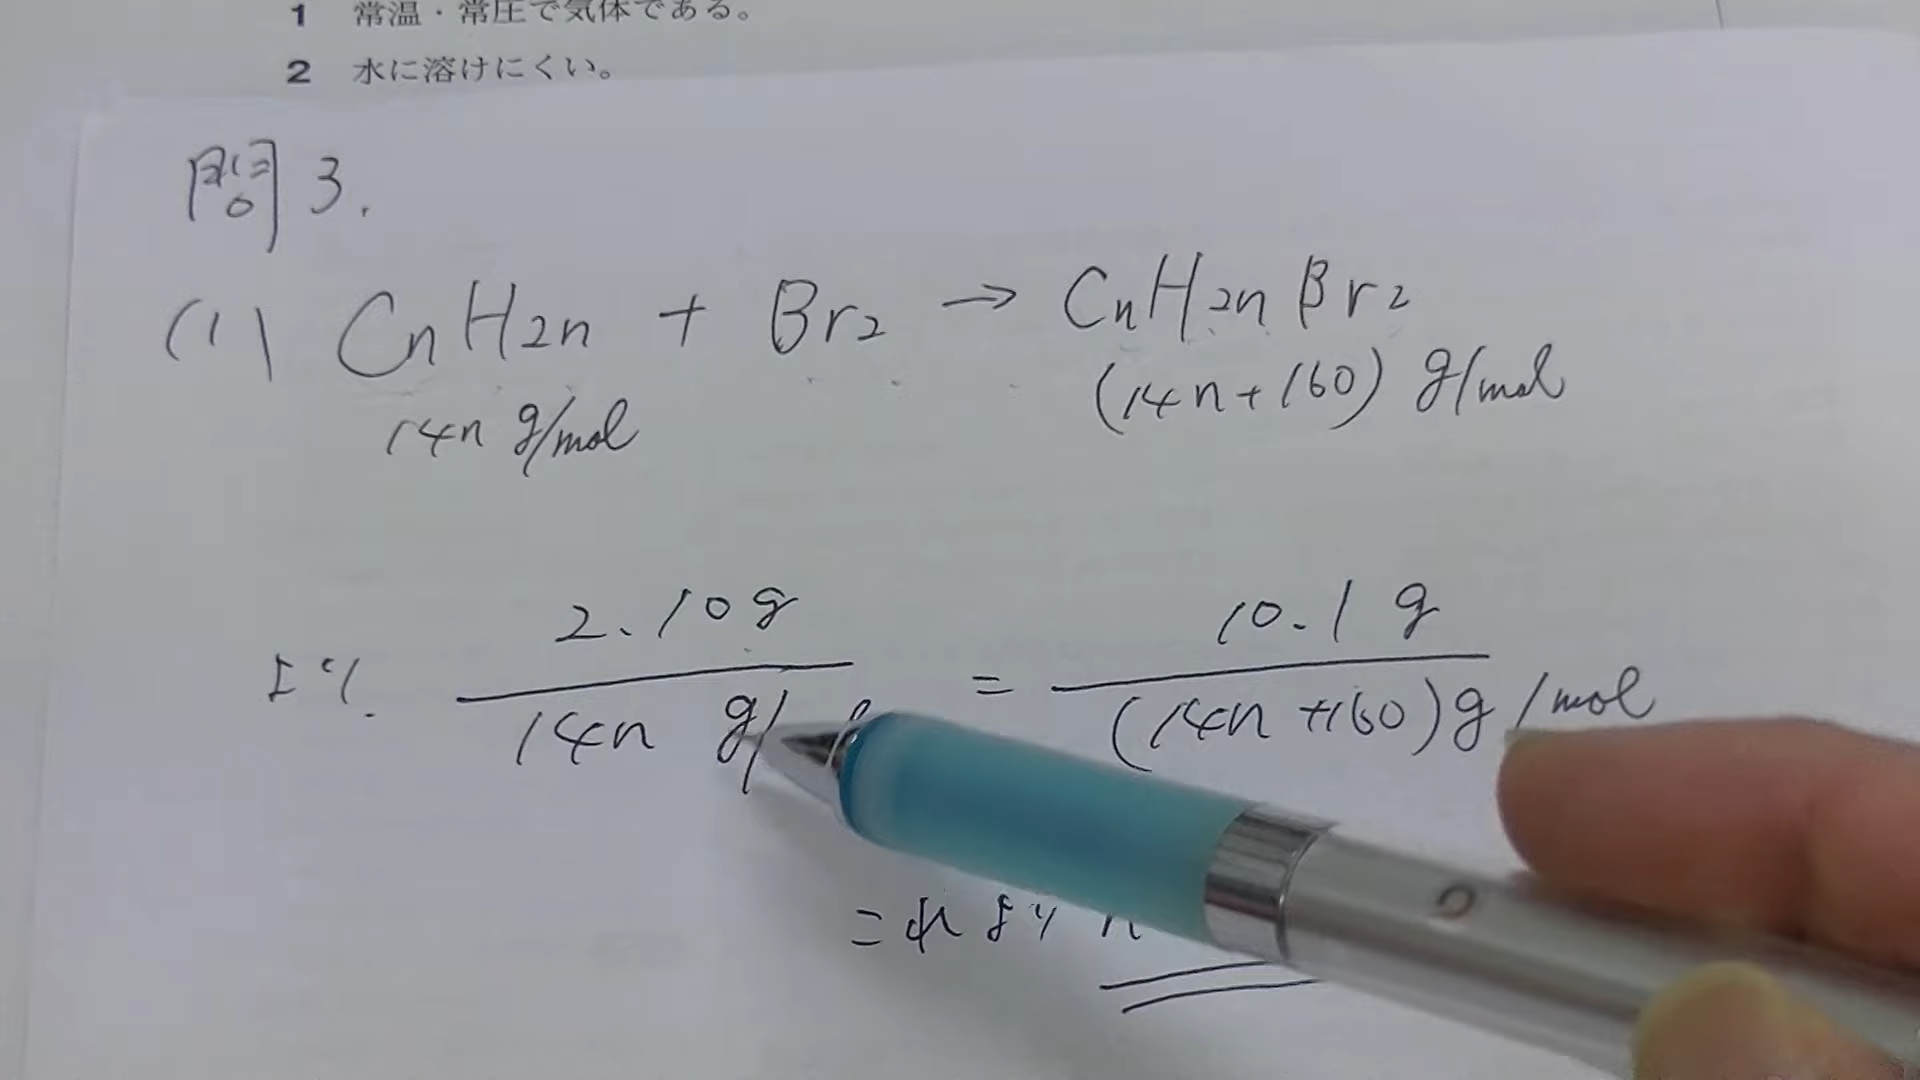 1 常温・常圧で気体である。
2 水に溶けにくい。
問3.
(1) CnH2n + Br2 → CnH2nBr2
14n g/mol (14n+160) g/mol
より. 2.10g / 14n g/ = 10.1 g / (14n+160)g/mol
これより n